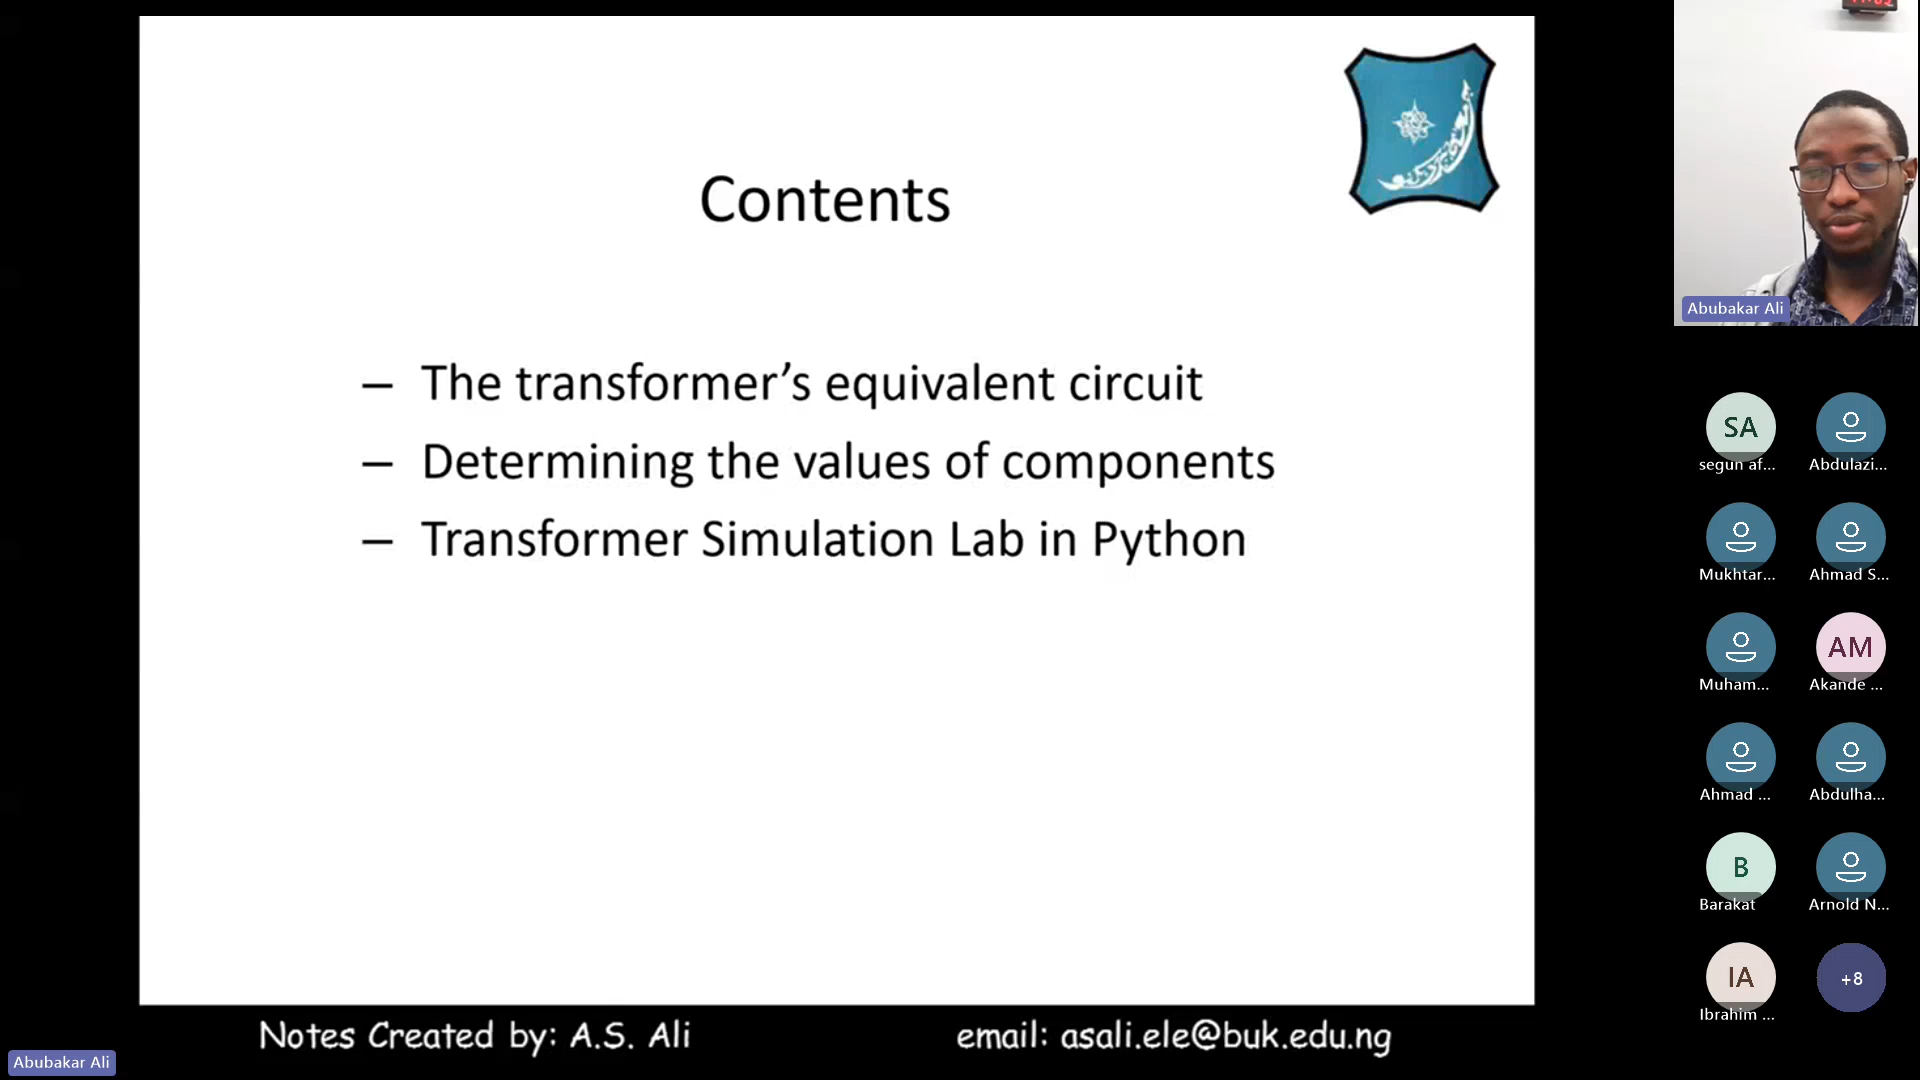 Contents
– The transformer’s equivalent circuit
– Determining the values of components
– Transformer Simulation Lab in Python
Notes Created by: A.S. Ali
email: asali.ele@buk.edu.ng
Abubakar Ali
Abubakar Ali
SA
segun af...
Abdulazi...
Mukhtar...
Ahmad S...
Muham...
AM
Akande ...
Ahmad ...
Abdulha...
B
Barakat
Arnold N...
IA
Ibrahim ...
+8